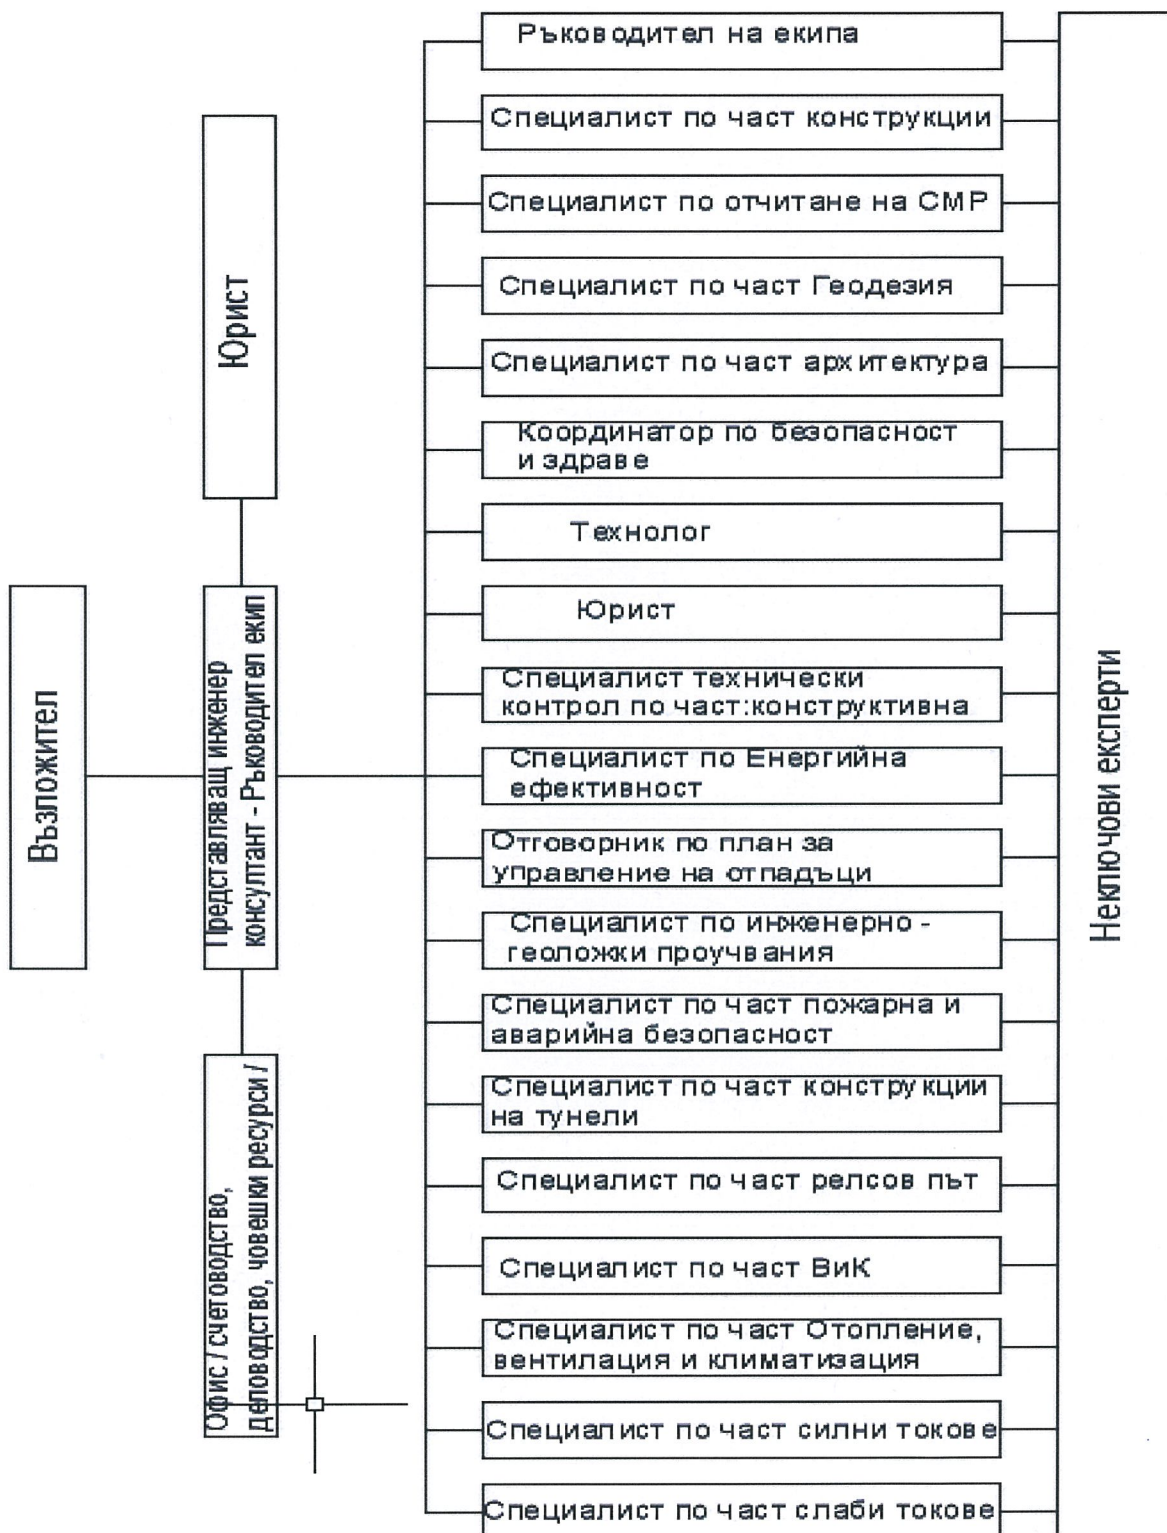 Възложител
Юрист
Представляващ инженер
консултант - Ръководител екип
Офис / счетоводство,
деловодство, човешки ресурси /
Ръководител на екипа
Специалист по част конструкции
Специалист по отчитане на СМР
Специалист по част Геодезия
Специалист по част архитектура
Координатор по безопасност
и здраве
Технолог
Юрист
Специалист технически
контрол по част:конструктивна
Специалист по Енергийна
ефективност
Отговорник по план за
управление на отпадъци
Специалист по инженерно -
геоложки проучвания
Специалист по част пожарна и
аварийна безопасност
Специалист по част конструкции
на тунели
Специалист по част релсов път
Специалист по част ВиК
Специалист по част Отопление,
вентилация и климатизация
Специалист по част силни токове
Специалист по част слаби токове
Неключови експерти